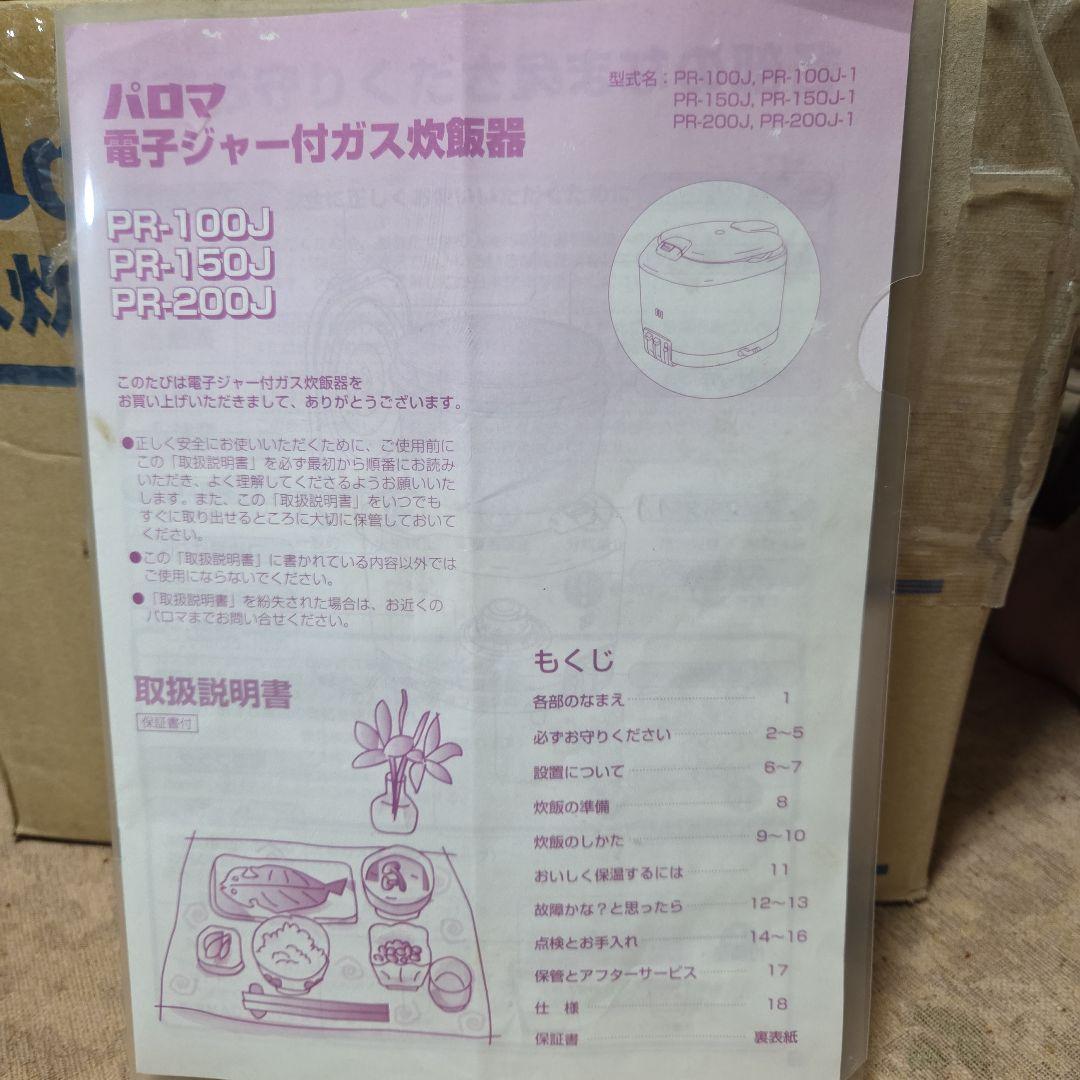 パロマ
電子ジャー付ガス炊飯器
型式名：PR-100J, PR-100J-1
PR-150J, PR-150J-1
PR-200J, PR-200J-1
PR-100J
PR-150J
PR-200J
このたびは電子ジャー付ガス炊飯器を
お買い上げいただきまして、ありがとうございます。
●正しく安全にお使いいただくために、ご使用前に
この「取扱説明書」を必ず最初から順番にお読み
いただき、よく理解してくださるようお願いいた
します。また、この「取扱説明書」をいつでも
すぐに取り出せるところに大切に保管しておいて
ください。
●この「取扱説明書」に書かれている内容以外では
ご使用にならないでください。
●「取扱説明書」を紛失された場合は、お近くの
パロマまでお問い合せください。
取扱説明書
保証書付
もくじ
各部のなまえ 1
必ずお守りください 2～5
設置について 6～7
炊飯の準備 8
炊飯のしかた 9～10
おいしく保温するには 11
故障かな？と思ったら 12～13
点検とお手入れ 14～16
保管とアフターサービス 17
仕様 18
保証書 裏表紙